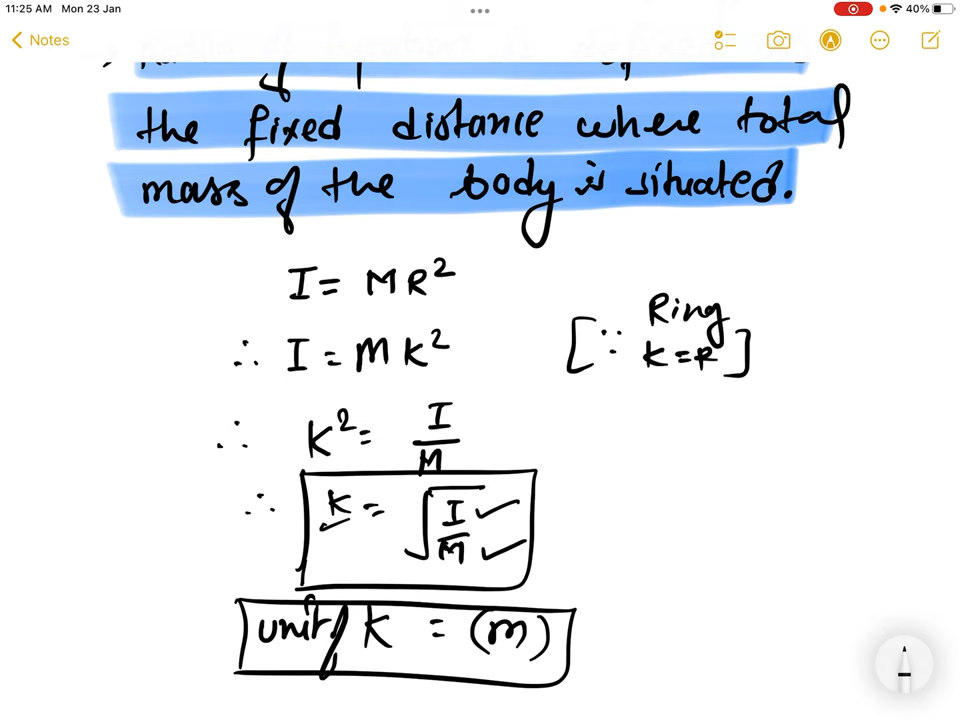 11:25 AM Mon 23 Jan
40%
Notes
the fixed distance where total
mass of the body is situated.
I = MR²
∴ I = MK²
[∵ Ring
K = R]
∴ K² = I/M
∴ K = √I/M
unit of K = (m)